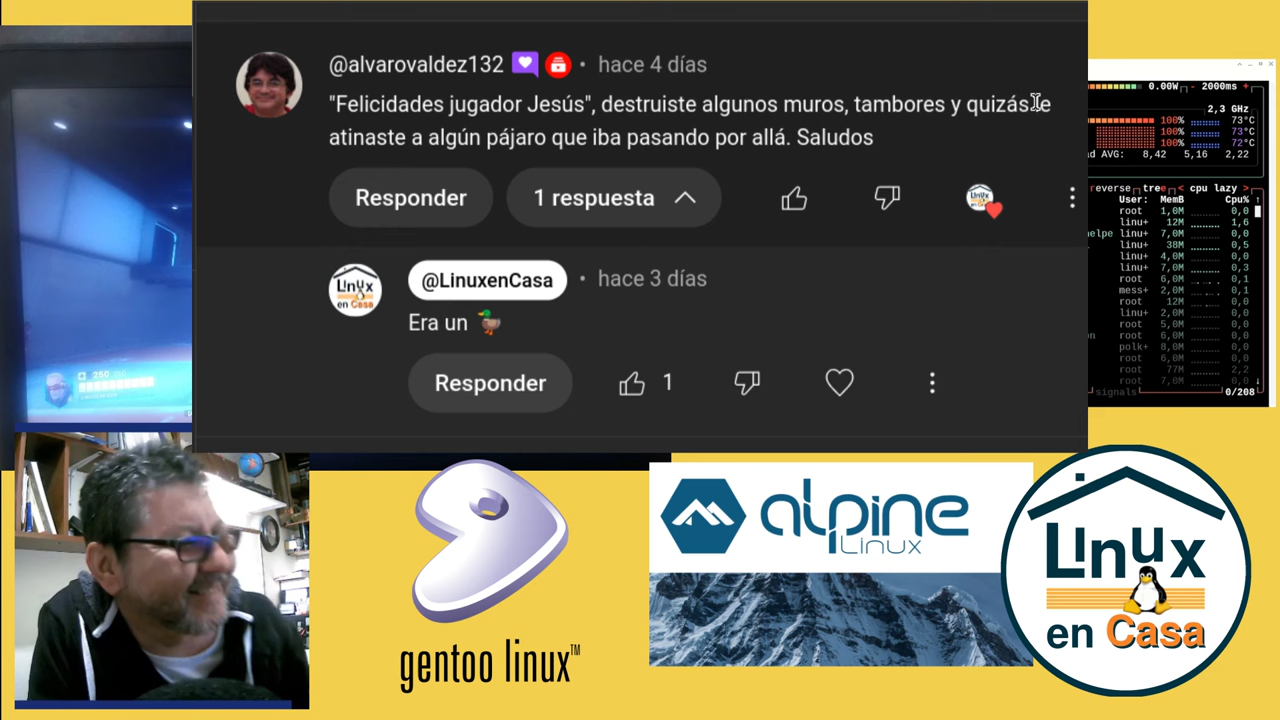 @alvarovaldez132 • hace 4 días
"Felicidades jugador Jesús", destruiste algunos muros, tambores y quizás le
atinaste a algún pájaro que iba pasando por allá. Saludos
Responder
1 respuesta
@LinuxenCasa • hace 3 días
Era un 🦆
Responder
1
250
0.00W
2000ms +
2,3 GHz
100% 73°C
100% 73°C
100% 72°C
AVG: 8,42 5,16 2,22
reverse tree < cpu lazy >
User: MemB Cpu% ↑
root 1,0M 0,0
linu+ 12M 1,6
linu+ 7,0M 0,0
linu+ 38M 0,5
linu+ 4,0M 0,0
linu+ 7,0M 0,3
root 6,0M 0,1
mess+ 2,0M 0,1
root 12M 0,0
linu+ 2,0M 0,0
root 5,0M 0,0
polk+ 8,0M 0,0
root 6,0M 0,0
root 77M 2,2
root 7,0M 0,0
signals 0/208
gentoo linux™
alpine
Linux
Linux
en Casa